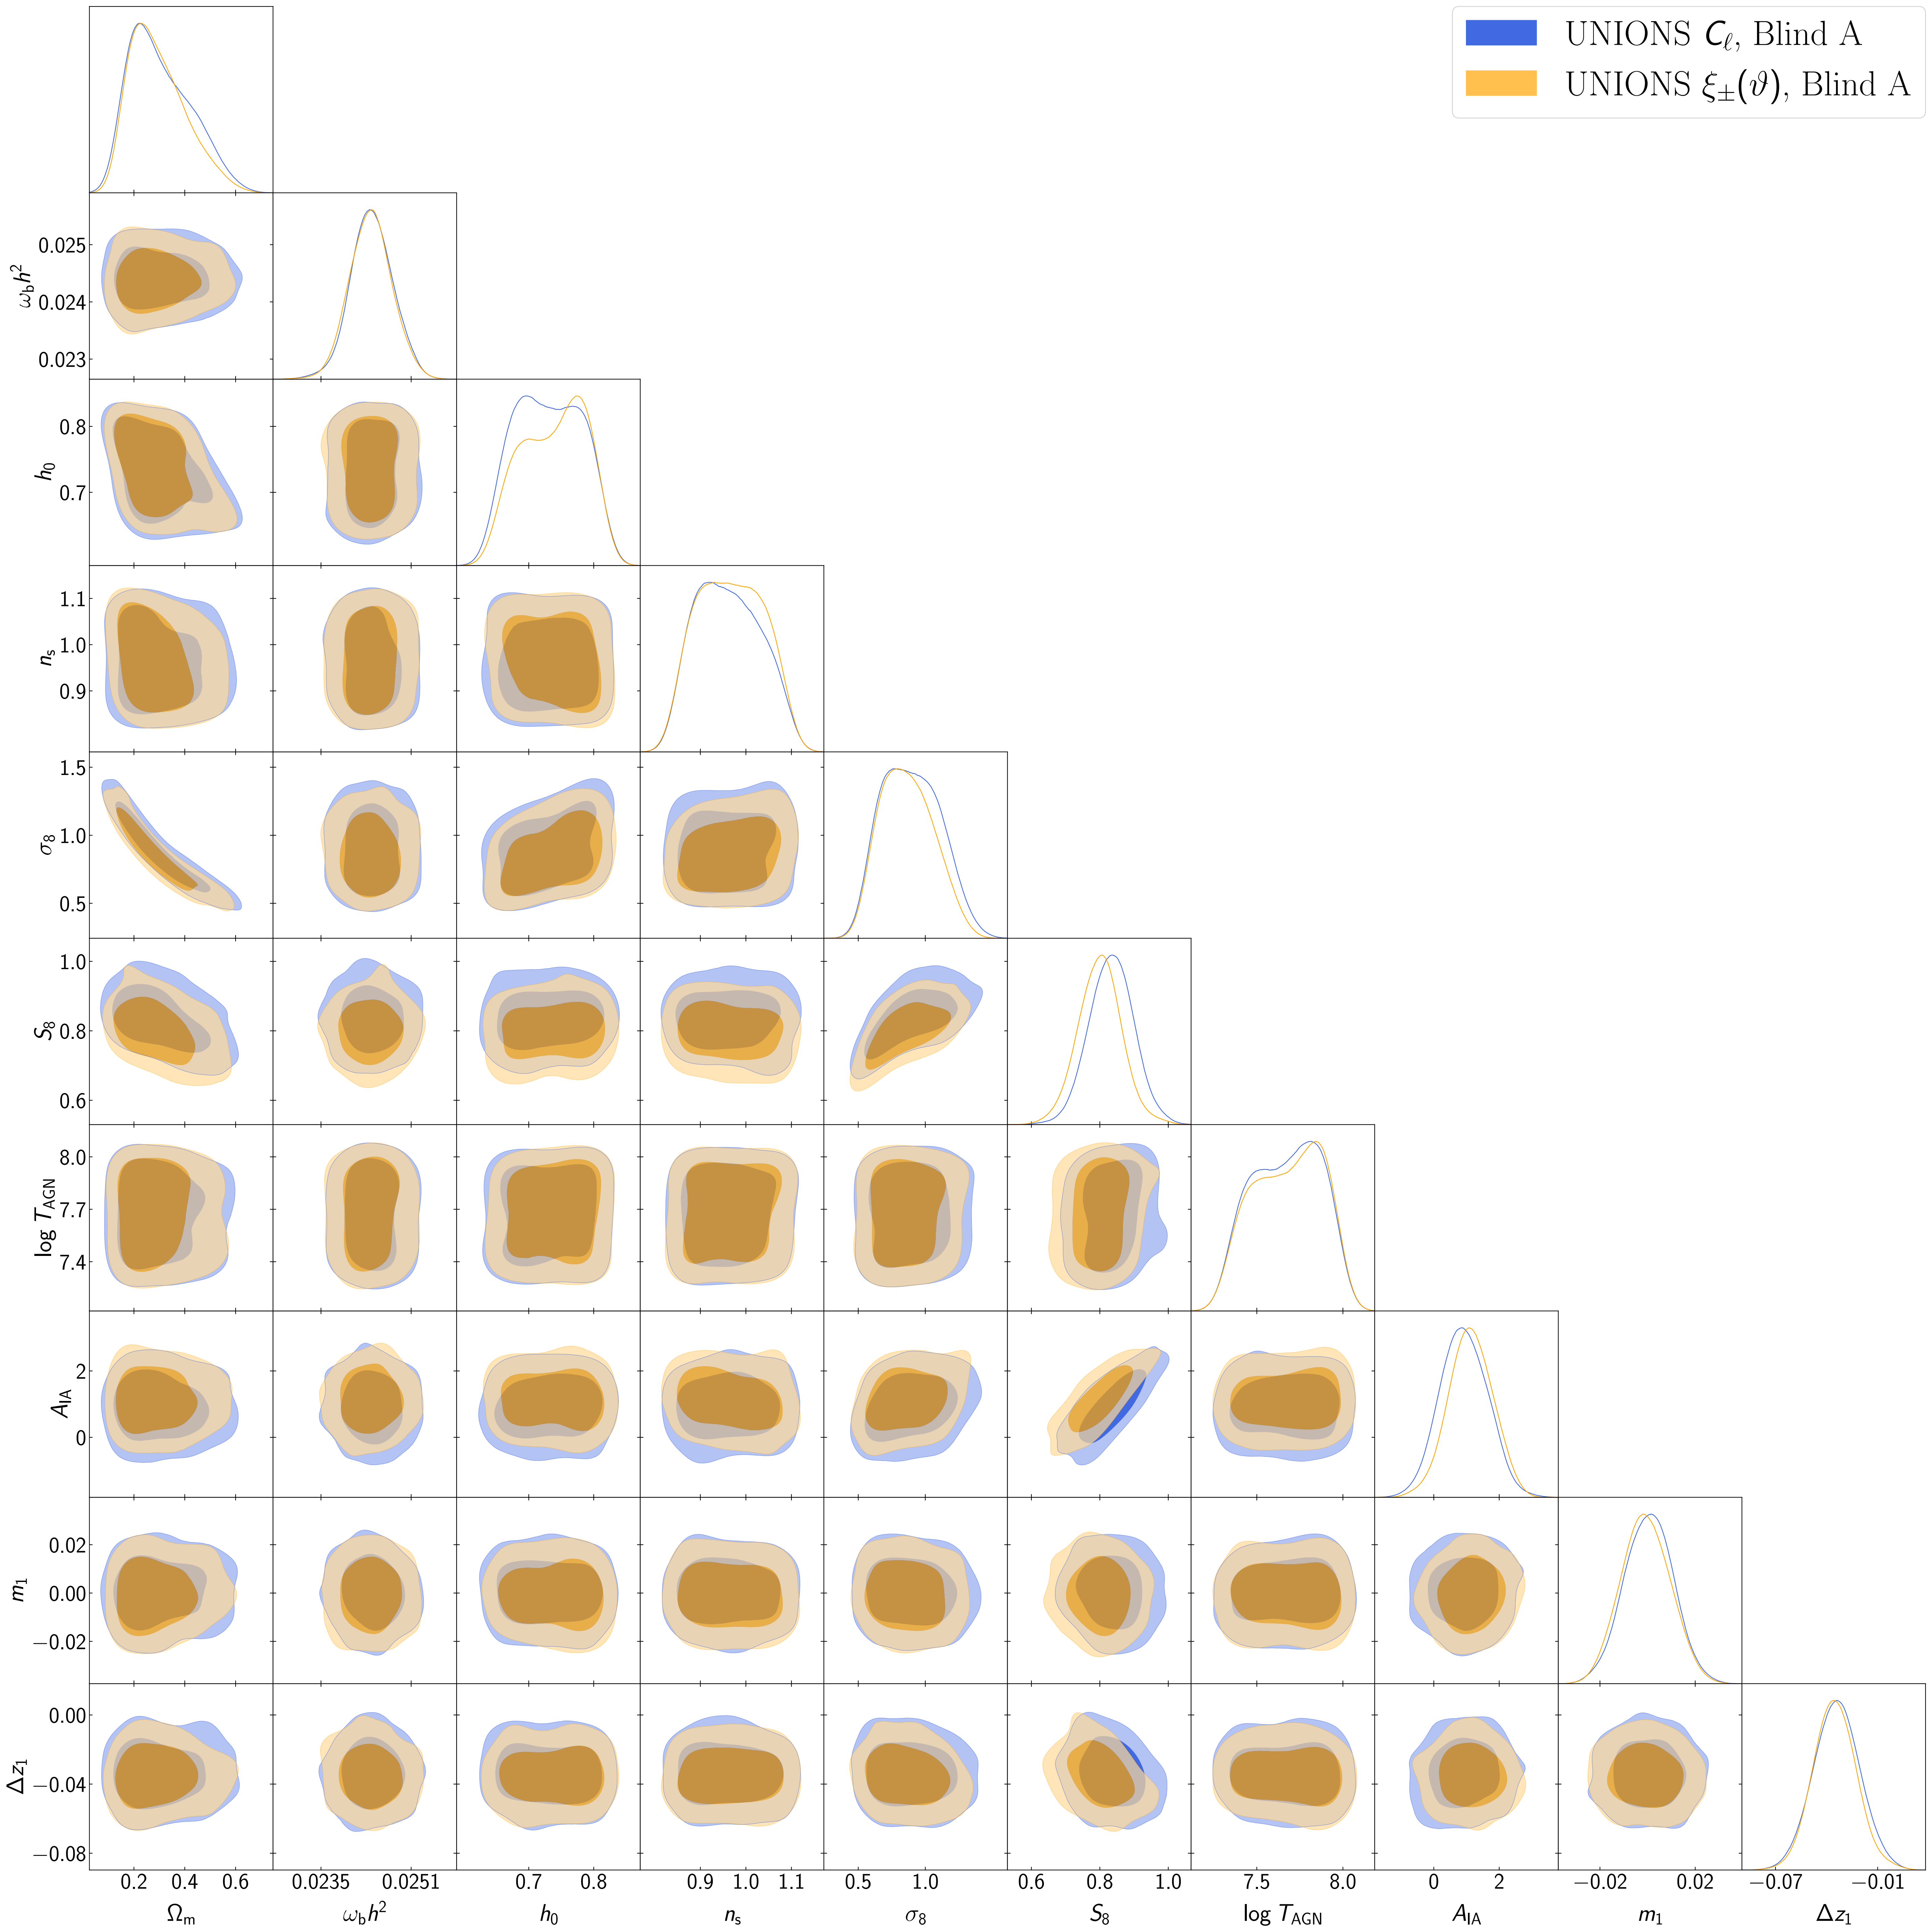 UNIONS Cℓ, Blind A
UNIONS ξ±(ϑ), Blind A
ωbh²
0.025
0.024
0.023
h₀
0.8
0.7
nₛ
1.1
1.0
0.9
σ₈
1.5
1.0
0.5
S₈
1.0
0.8
0.6
log T_AGN
8.0
7.7
7.4
A_IA
2
0
m₁
0.02
0.00
−0.02
Δz₁
0.00
−0.04
−0.08
0.2 0.4 0.6 0.0235 0.0251 0.7 0.8 0.9 1.0 1.1 0.5 1.0 0.6 0.8 1.0 7.5 8.0 0 2 −0.02 0.02 −0.07 −0.01
Ωm ωbh² h₀ nₛ σ₈ S₈ log T_AGN A_IA m₁ Δz₁